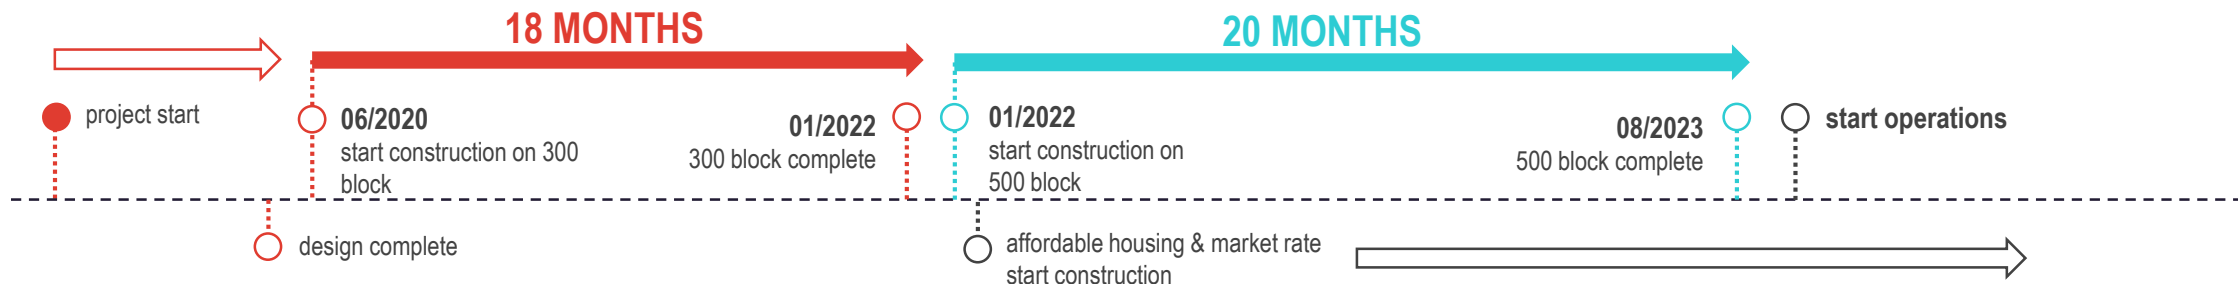 18 MONTHS
20 MONTHS
project start
06/2020
start construction on 300
block
01/2022
300 block complete
01/2022
start construction on
500 block
08/2023
500 block complete
start operations
design complete
affordable housing & market rate
start construction